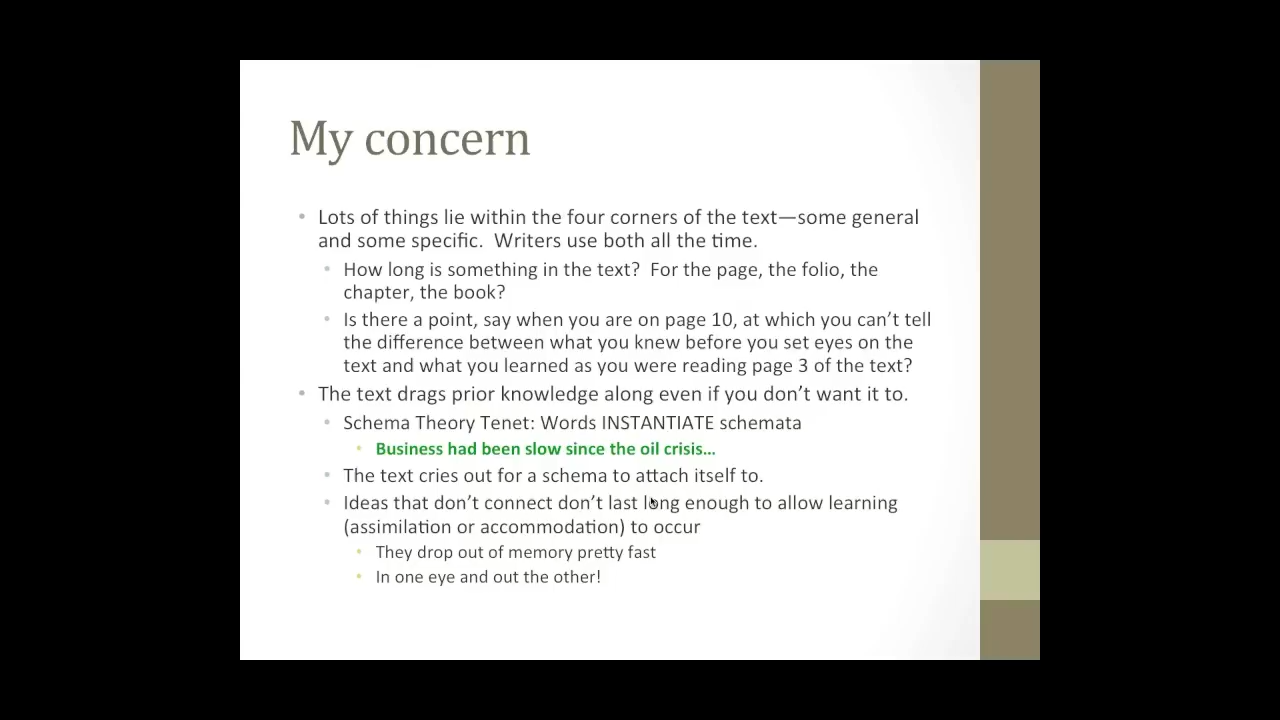 My concern
• Lots of things lie within the four corners of the text—some general
and some specific.  Writers use both all the time.
• How long is something in the text?  For the page, the folio, the
chapter, the book?
• Is there a point, say when you are on page 10, at which you can’t tell
the difference between what you knew before you set eyes on the
text and what you learned as you were reading page 3 of the text?
• The text drags prior knowledge along even if you don’t want it to.
• Schema Theory Tenet: Words INSTANTIATE schemata
• Business had been slow since the oil crisis…
• The text cries out for a schema to attach itself to.
• Ideas that don’t connect don’t last long enough to allow learning
(assimilation or accommodation) to occur
• They drop out of memory pretty fast
• In one eye and out the other!